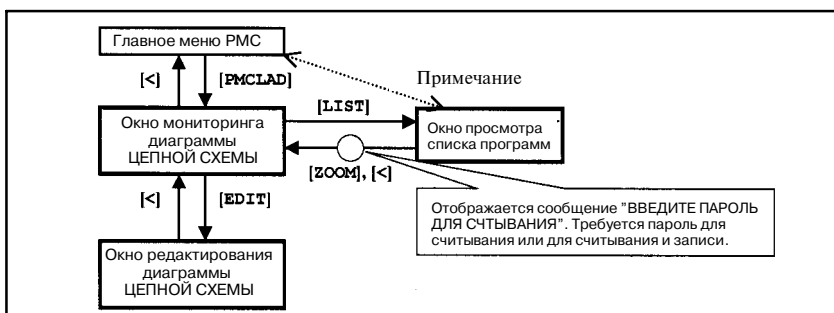 Главное меню PMC
[<]
[PMCLAD]
Примечание
[LIST]
Окно мониторинга
диаграммы
ЦЕПНОЙ СХЕМЫ
Окно просмотра
списка программ
[ZOOM], [<]
[<]
[EDIT]
Отображается сообщение "ВВЕДИТЕ ПАРОЛЬ
ДЛЯ СЧТЫВАНИЯ". Требуется пароль для
считывания или для считывания и записи.
Окно редактирования
диаграммы
ЦЕПНОЙ СХЕМЫ